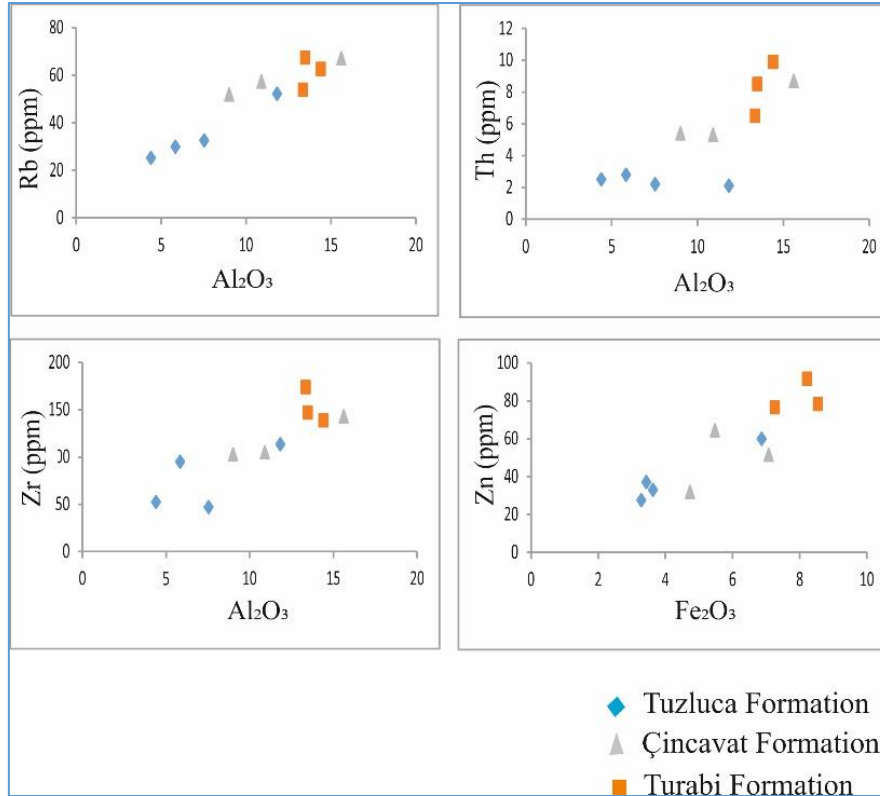 80
60
40
20
0
0 5 10 15 20
Rb (ppm)
Al₂O₃
12
10
8
6
4
2
0
0 5 10 15 20
Th (ppm)
Al₂O₃
200
150
00
50
0
0 5 10 15 20
Zr (ppm)
Al₂O₃
100
80
60
40
20
0
0 2 4 6 8 10
Zn (ppm)
Fe₂O₃
Tuzluca Formation
Çincavat Formation
Turabi Formation